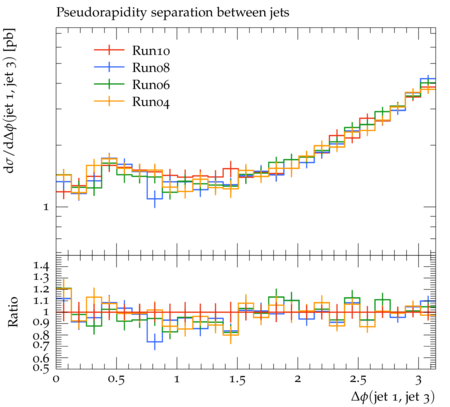 Pseudorapidity separation between jets
dσ/dΔϕ(jet 1, jet 3) [pb]
Run10
Run08
Run06
Run04
1
Ratio
1.4
1.3
1.2
1.1
1
0.9
0.8
0.7
0.6
0.5
0 0.5 1 1.5 2 2.5 3
Δϕ(jet 1, jet 3)